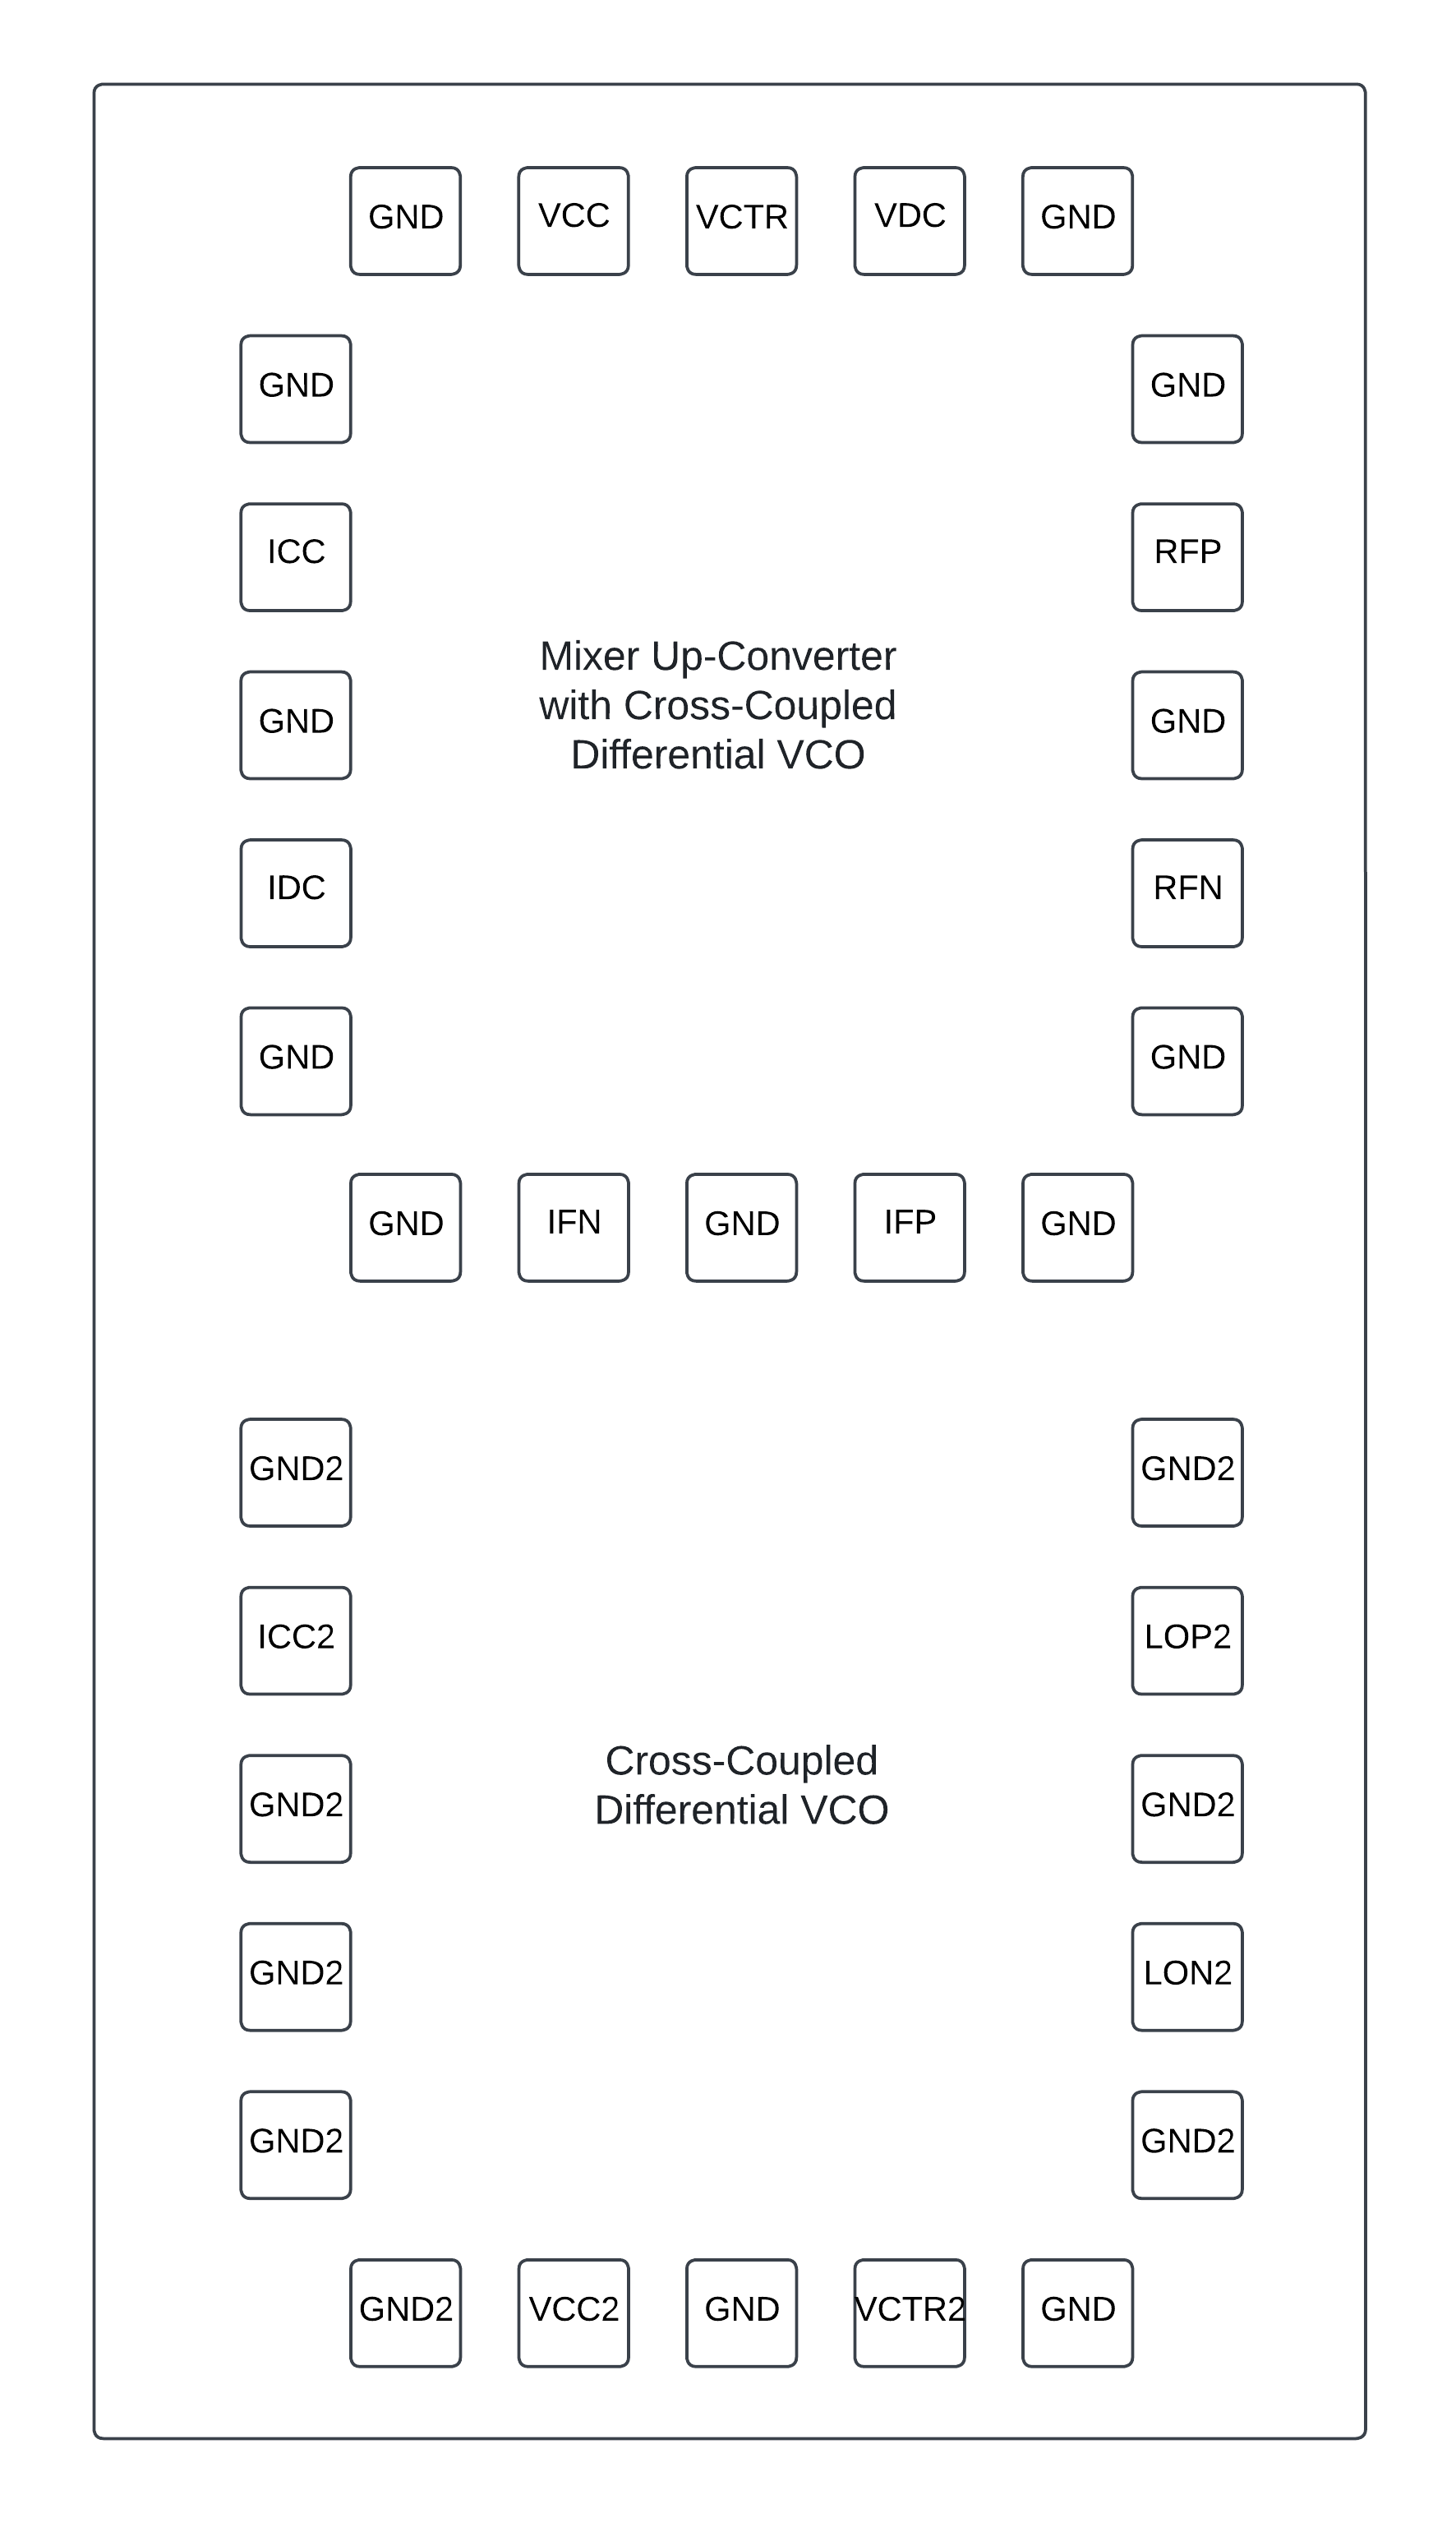 GND VCC VCTR VDC GND
GND GND
ICC RFP
Mixer Up-Converter
with Cross-Coupled
Differential VCO
GND GND
IDC RFN
GND GND
GND IFN GND IFP GND
GND2 GND2
ICC2 LOP2
Cross-Coupled
Differential VCO
GND2 GND2
GND2 LON2
GND2 GND2
GND2 VCC2 GND VCTR2 GND